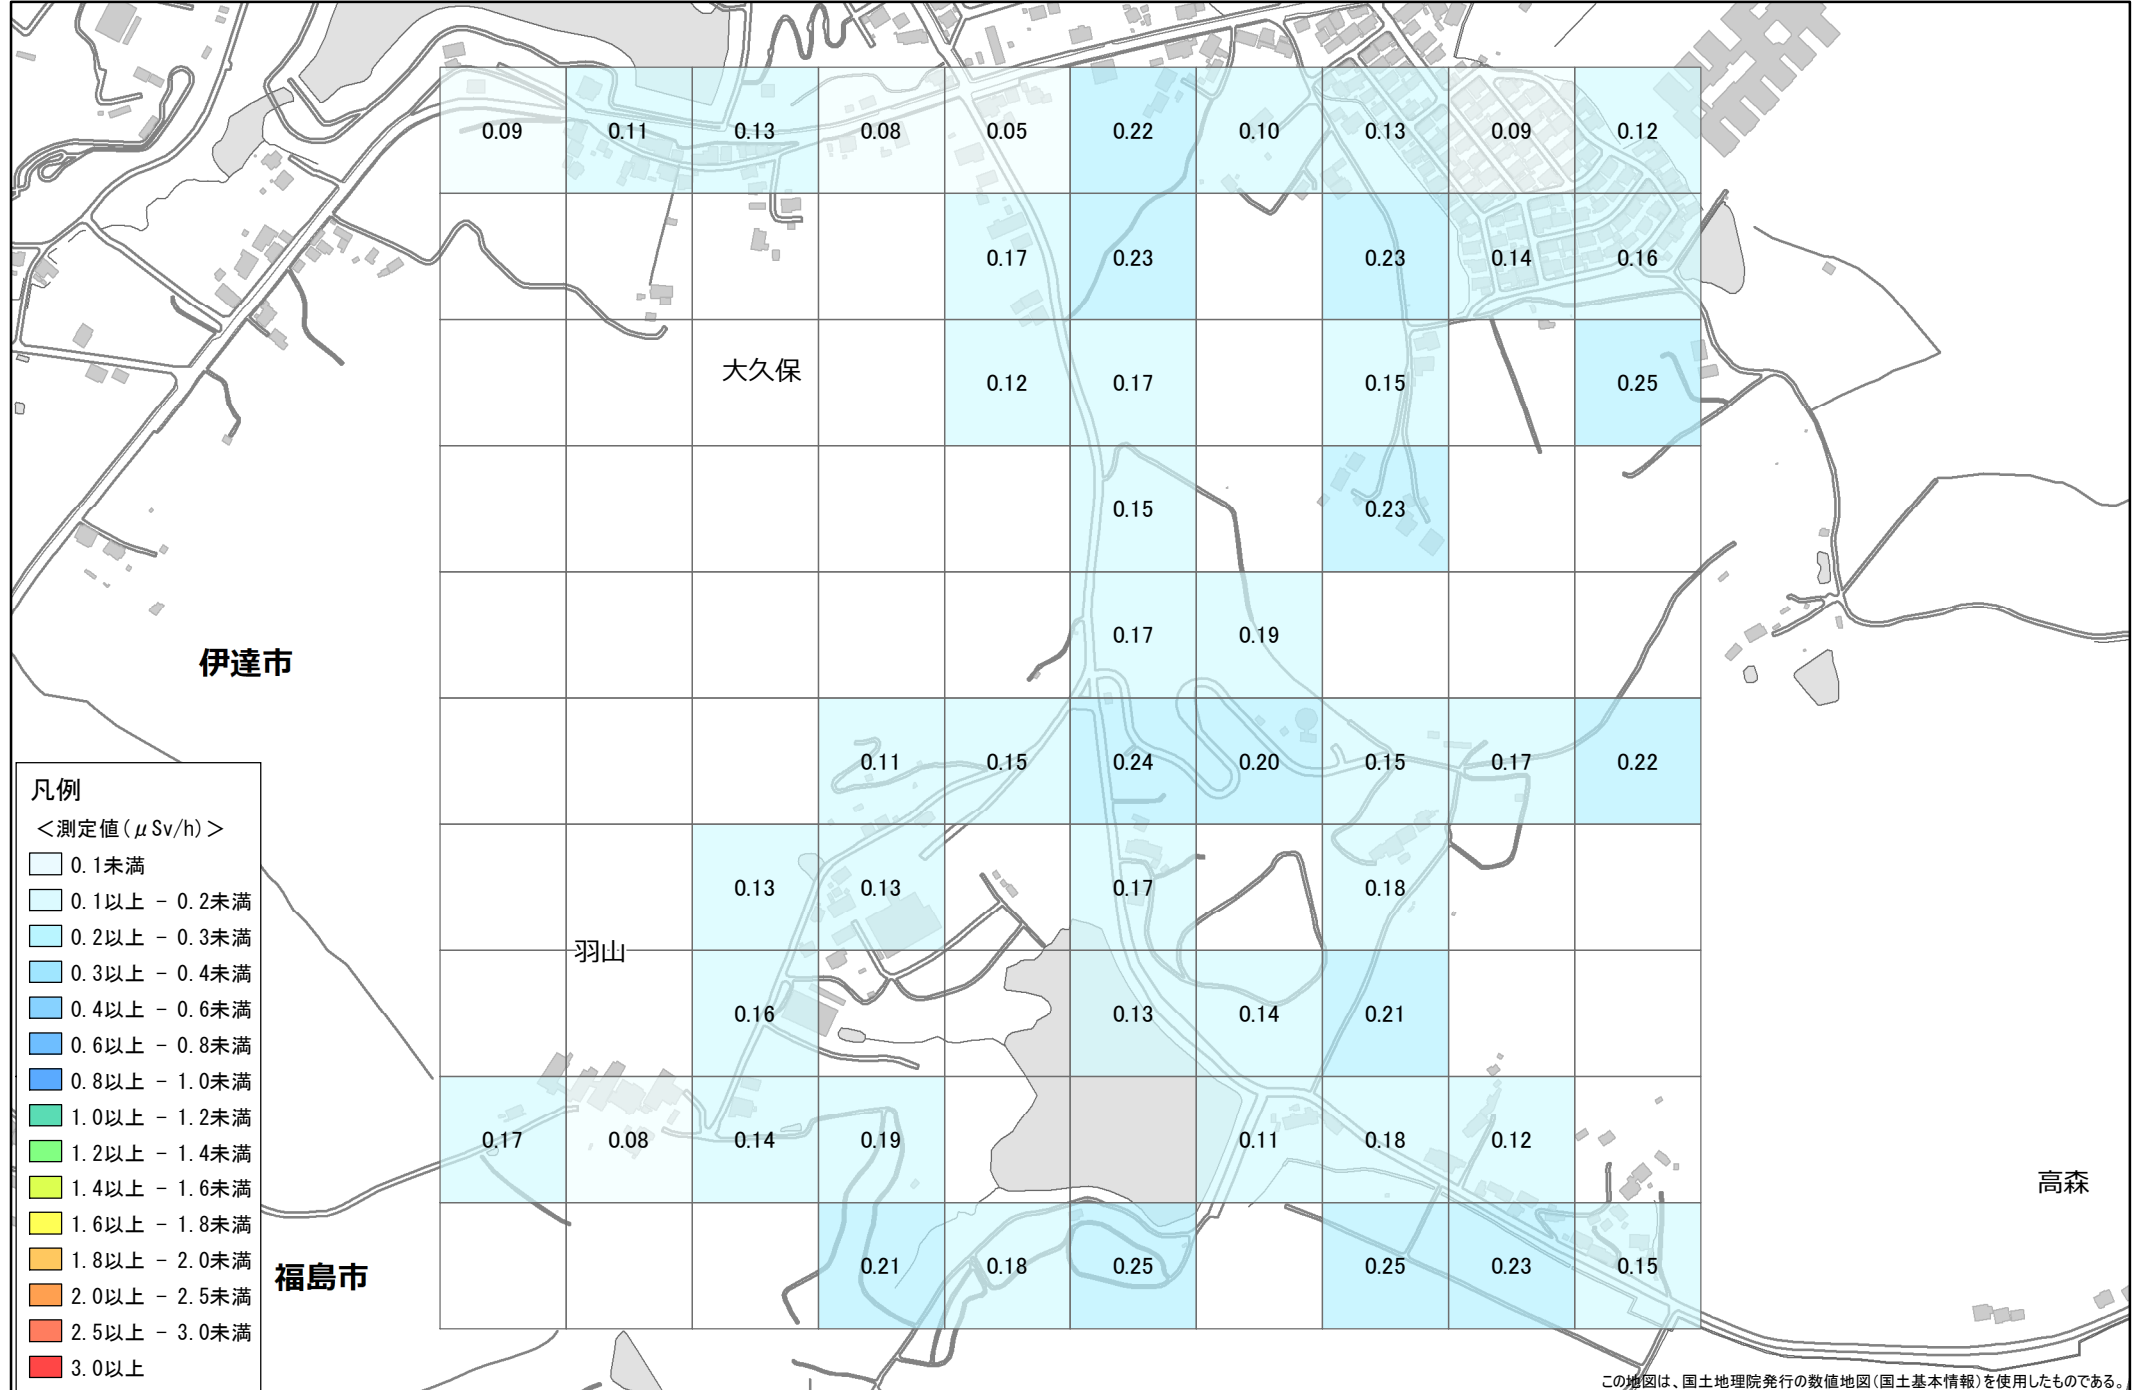 0.09 0.11 0.13 0.08 0.05 0.22 0.10 0.13 0.09 0.12
0.17 0.23 0.23 0.14 0.16
大久保
0.12 0.17 0.15 0.25
0.15 0.23
0.17 0.19
伊達市
0.11 0.15 0.24 0.20 0.15 0.17 0.22
0.13 0.13 0.17 0.18
羽山
0.16 0.13 0.14 0.21
0.17 0.08 0.14 0.19 0.11 0.18 0.12
高森
福島市
0.21 0.18 0.25 0.25 0.23 0.15
凡例
＜測定値(μSv/h)＞
0.1未満
0.1以上 - 0.2未満
0.2以上 - 0.3未満
0.3以上 - 0.4未満
0.4以上 - 0.6未満
0.6以上 - 0.8未満
0.8以上 - 1.0未満
1.0以上 - 1.2未満
1.2以上 - 1.4未満
1.4以上 - 1.6未満
1.6以上 - 1.8未満
1.8以上 - 2.0未満
2.0以上 - 2.5未満
2.5以上 - 3.0未満
3.0以上
この地図は、国土地理院発行の数値地図(国土基本情報)を使用したものである。